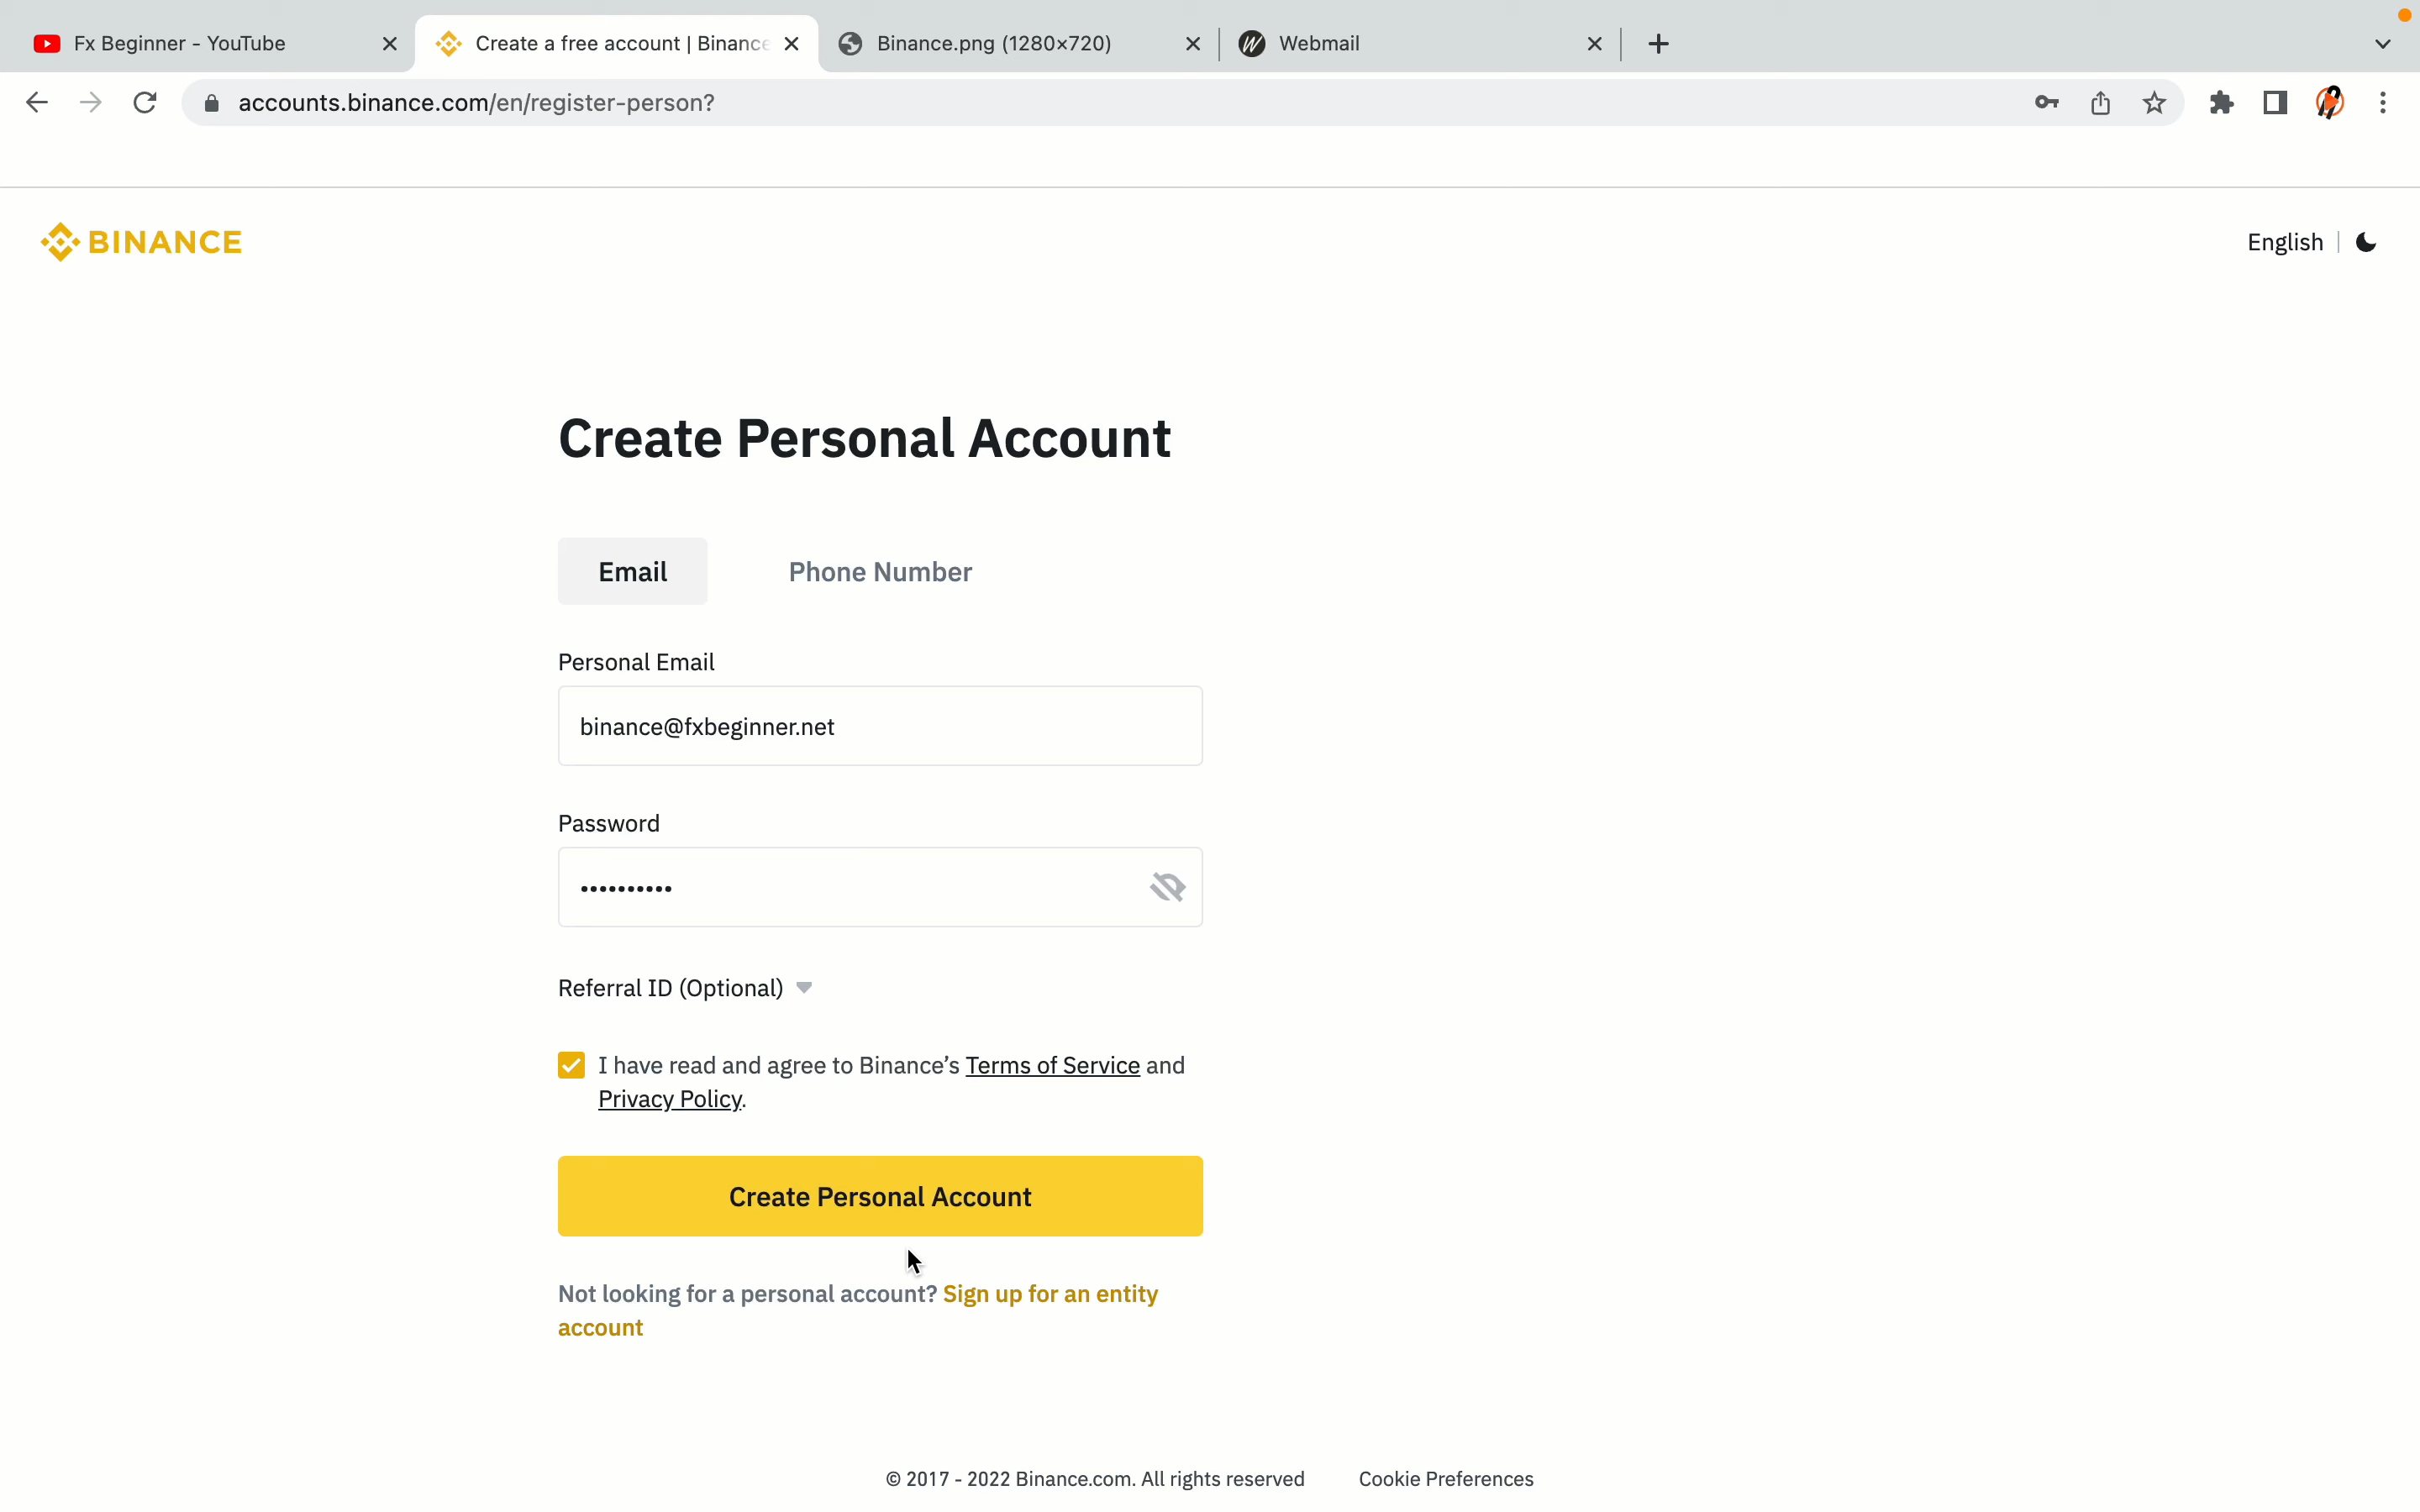 Fx Beginner - YouTube
Create a free account | Binance
Binance.png (1280×720)
Webmail
accounts.binance.com/en/register-person?
BINANCE
English
Create Personal Account
Email
Phone Number
Personal Email
binance@fxbeginner.net
Password
••••••••••
Referral ID (Optional)
I have read and agree to Binance’s Terms of Service and
Privacy Policy.
Create Personal Account
Not looking for a personal account? Sign up for an entity
account
© 2017 - 2022 Binance.com. All rights reserved
Cookie Preferences